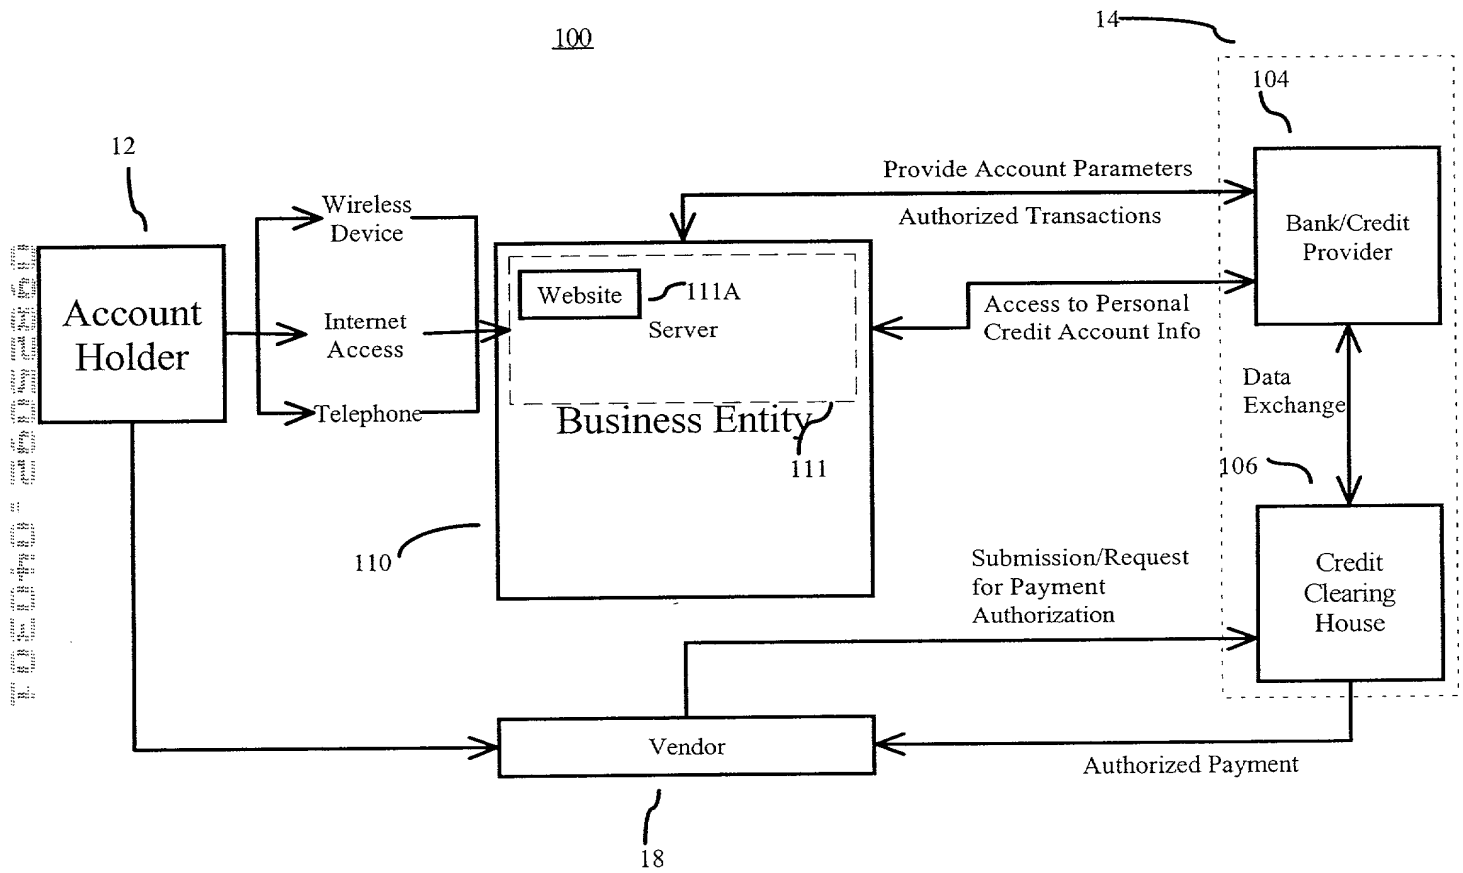 14
100
104
12
Provide Account Parameters
Wireless
Device
Authorized Transactions
Bank/Credit
Provider
Website
111A
Server
Account
Holder
Internet
Access
Access to Personal
Credit Account Info
Telephone
Business Entity
111
Data
Exchange
106
110
Submission/Request
for Payment
Authorization
Credit
Clearing
House
Vendor
Authorized Payment
18